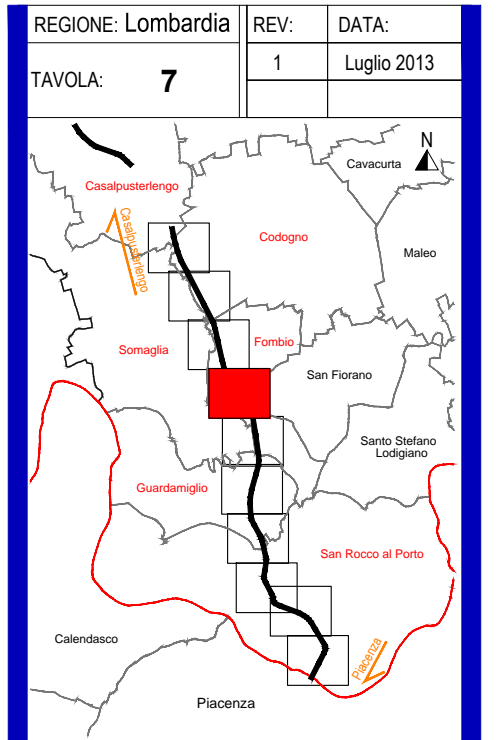 REGIONE: Lombardia
REV:
DATA:
TAVOLA: 7
1
Luglio 2013
N
Cavacurta
Casalpusterlengo
Casalpusterlengo
Codogno
Maleo
Somaglia
Fombio
San Fiorano
Santo Stefano
Lodigiano
Guardamiglio
San Rocco al Porto
Calendasco
Piacenza
Piacenza